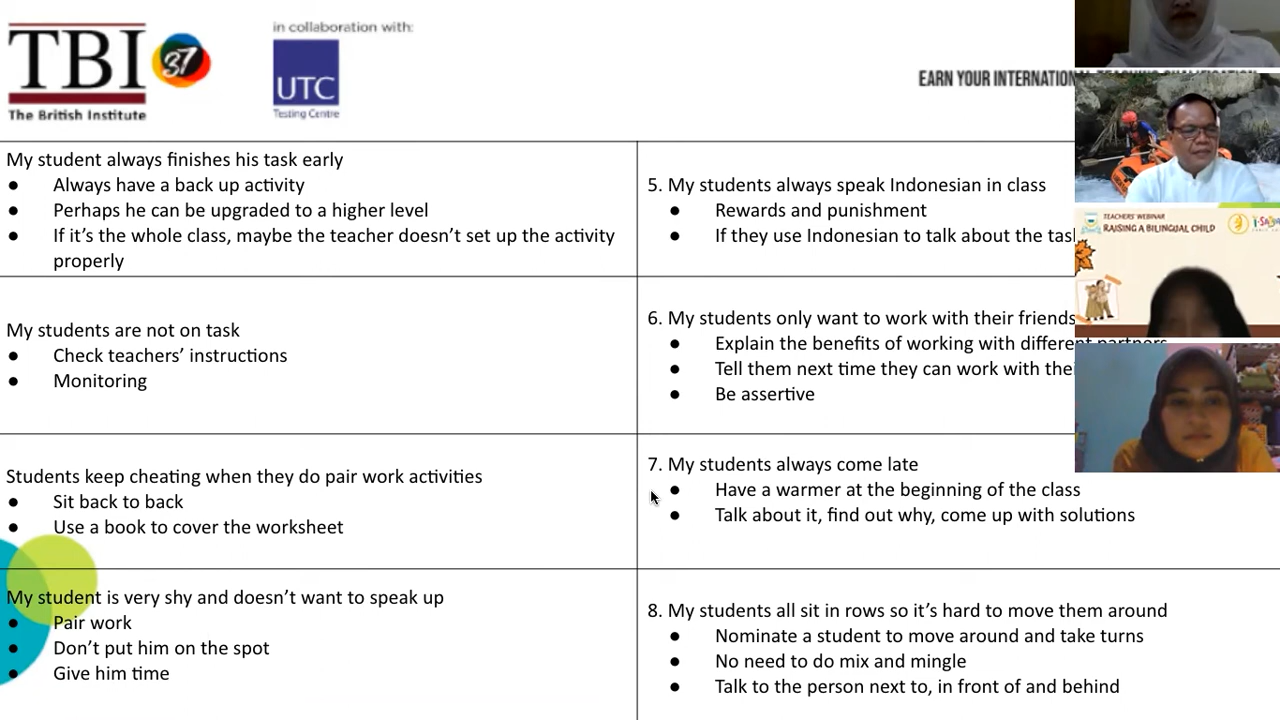 TBI
37
The British Institute
in collaboration with:
UTC
Testing Centre
EARN YOUR INTERNATIONAL TEACHING QUALIFICATION
My student always finishes his task early
● Always have a back up activity
● Perhaps he can be upgraded to a higher level
● If it’s the whole class, maybe the teacher doesn’t set up the activity
properly
My students are not on task
● Check teachers’ instructions
● Monitoring
Students keep cheating when they do pair work activities
● Sit back to back
● Use a book to cover the worksheet
My student is very shy and doesn’t want to speak up
● Pair work
● Don’t put him on the spot
● Give him time
5. My students always speak Indonesian in class
● Rewards and punishment
● If they use Indonesian to talk about the
6. My students only want to work with their friends
● Explain the benefits of working with different partners
● Tell them next time they can work with
● Be assertive
7. My students always come late
● Have a warmer at the beginning of the class
● Talk about it, find out why, come up with solutions
8. My students all sit in rows so it’s hard to move them around
● Nominate a student to move around and take turns
● No need to do mix and mingle
● Talk to the person next to, in front of and behind
TEACHERS' WEBINAR
RAISING A BILINGUAL CHILD